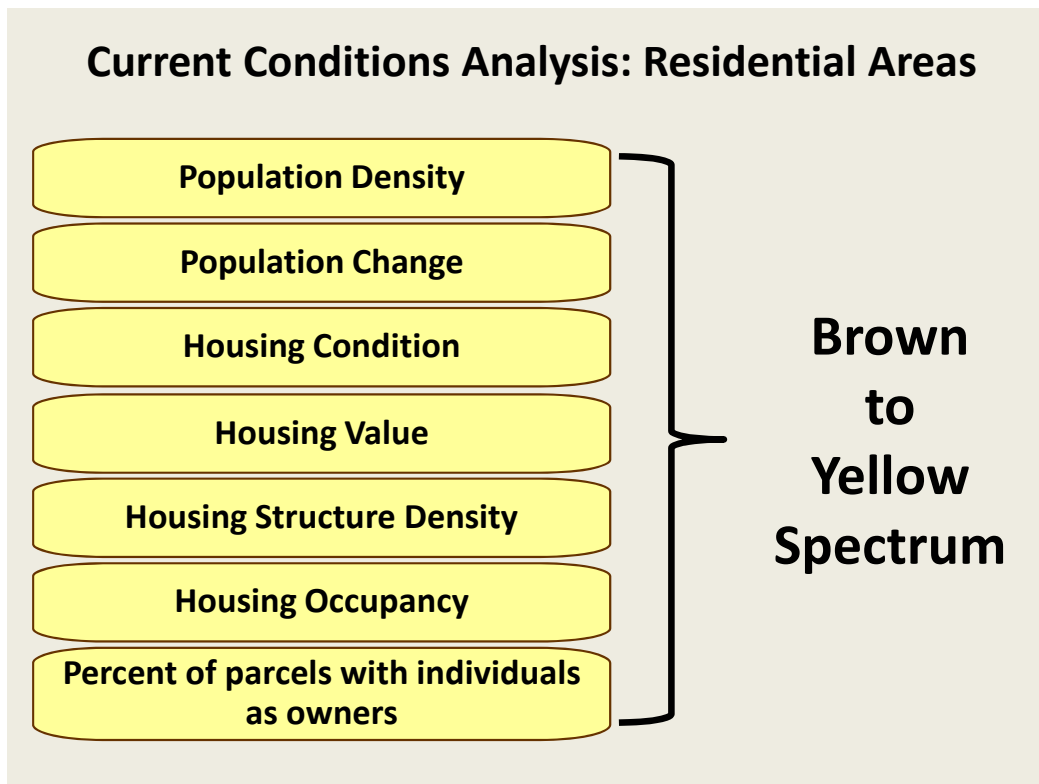 Current Conditions Analysis: Residential Areas
Population Density
Population Change
Housing Condition
Housing Value
Housing Structure Density
Housing Occupancy
Percent of parcels with individuals
as owners
Brown
to
Yellow
Spectrum